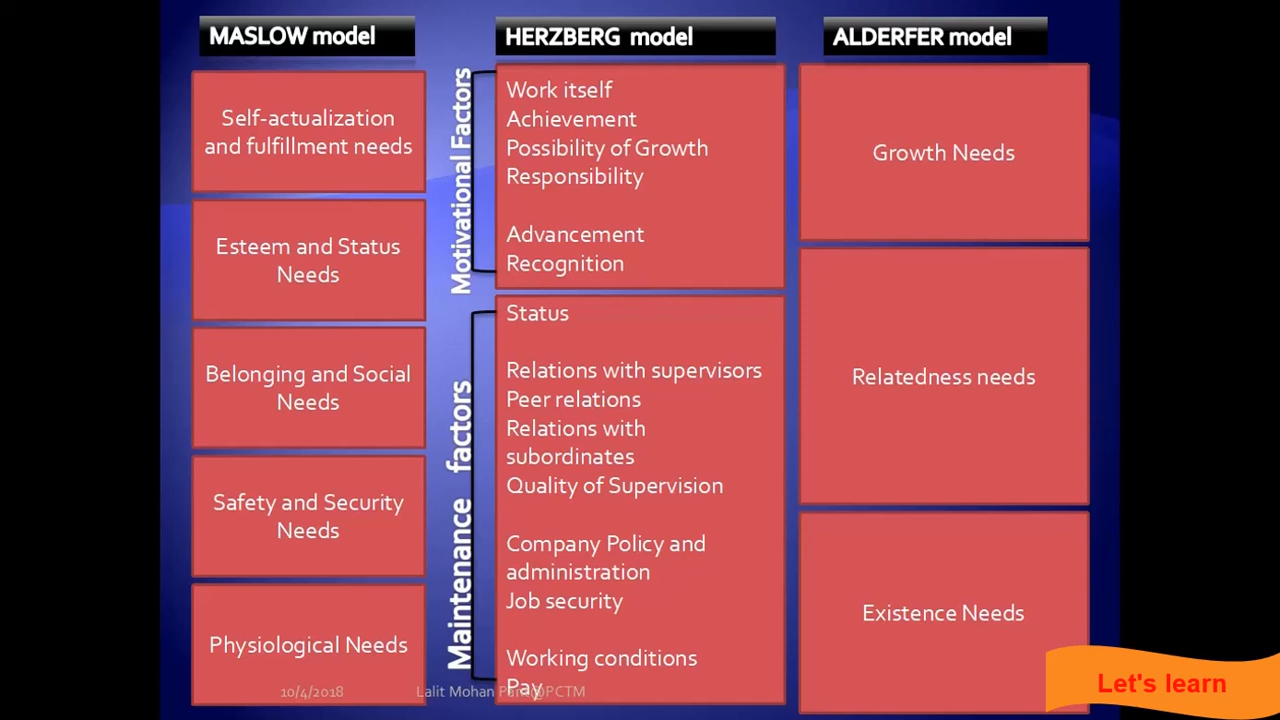 MASLOW model
Self-actualization
and fulfillment needs
Esteem and Status
Needs
Belonging and Social
Needs
Safety and Security
Needs
Physiological Needs
HERZBERG model
Motivational Factors
Work itself
Achievement
Possibility of Growth
Responsibility
Advancement
Recognition
Maintenance factors
Status
Relations with supervisors
Peer relations
Relations with
subordinates
Quality of Supervision
Company Policy and
administration
Job security
Working conditions
Pay
ALDERFER model
Growth Needs
Relatedness needs
Existence Needs
10/4/2018
Lalit Mohan PCTM
Let's learn